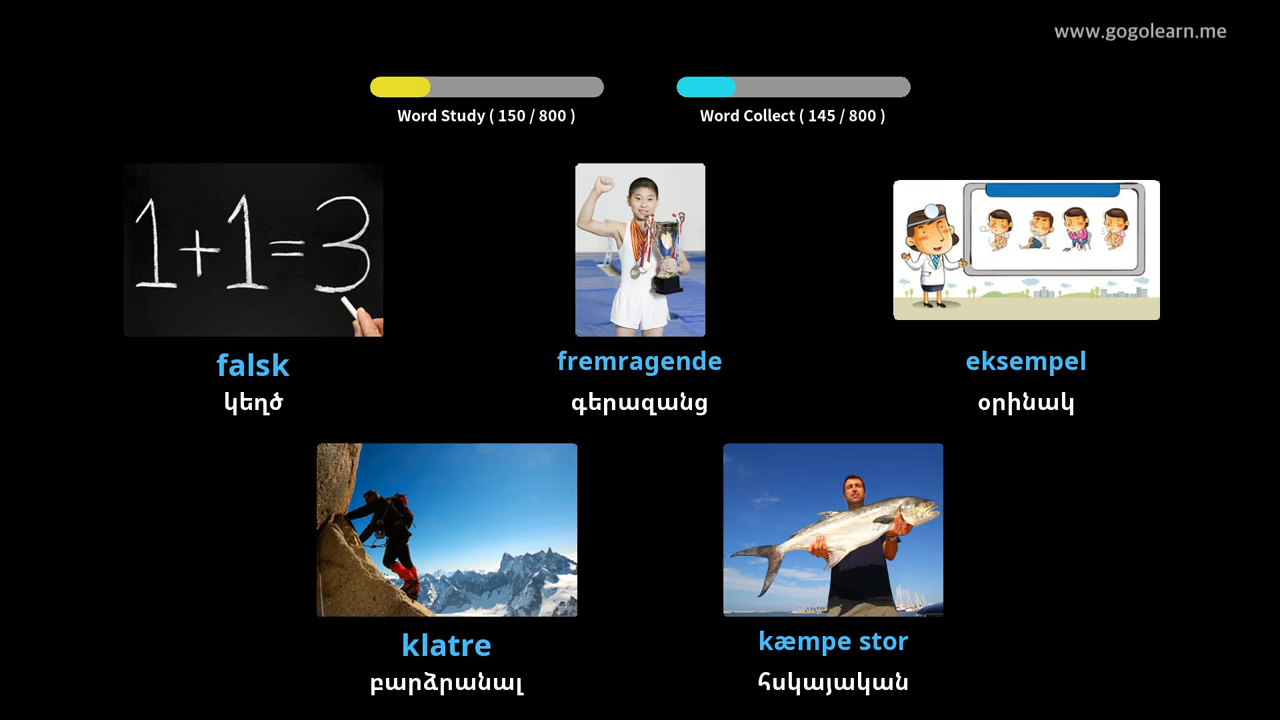 www.gogolearn.me
Word Study ( 150 / 800 )
Word Collect ( 145 / 800 )
1+1=3
falsk
կեղծ
fremragende
գերազանց
eksempel
օրինակ
klatre
բարձրանալ
kæmpe stor
հսկայական